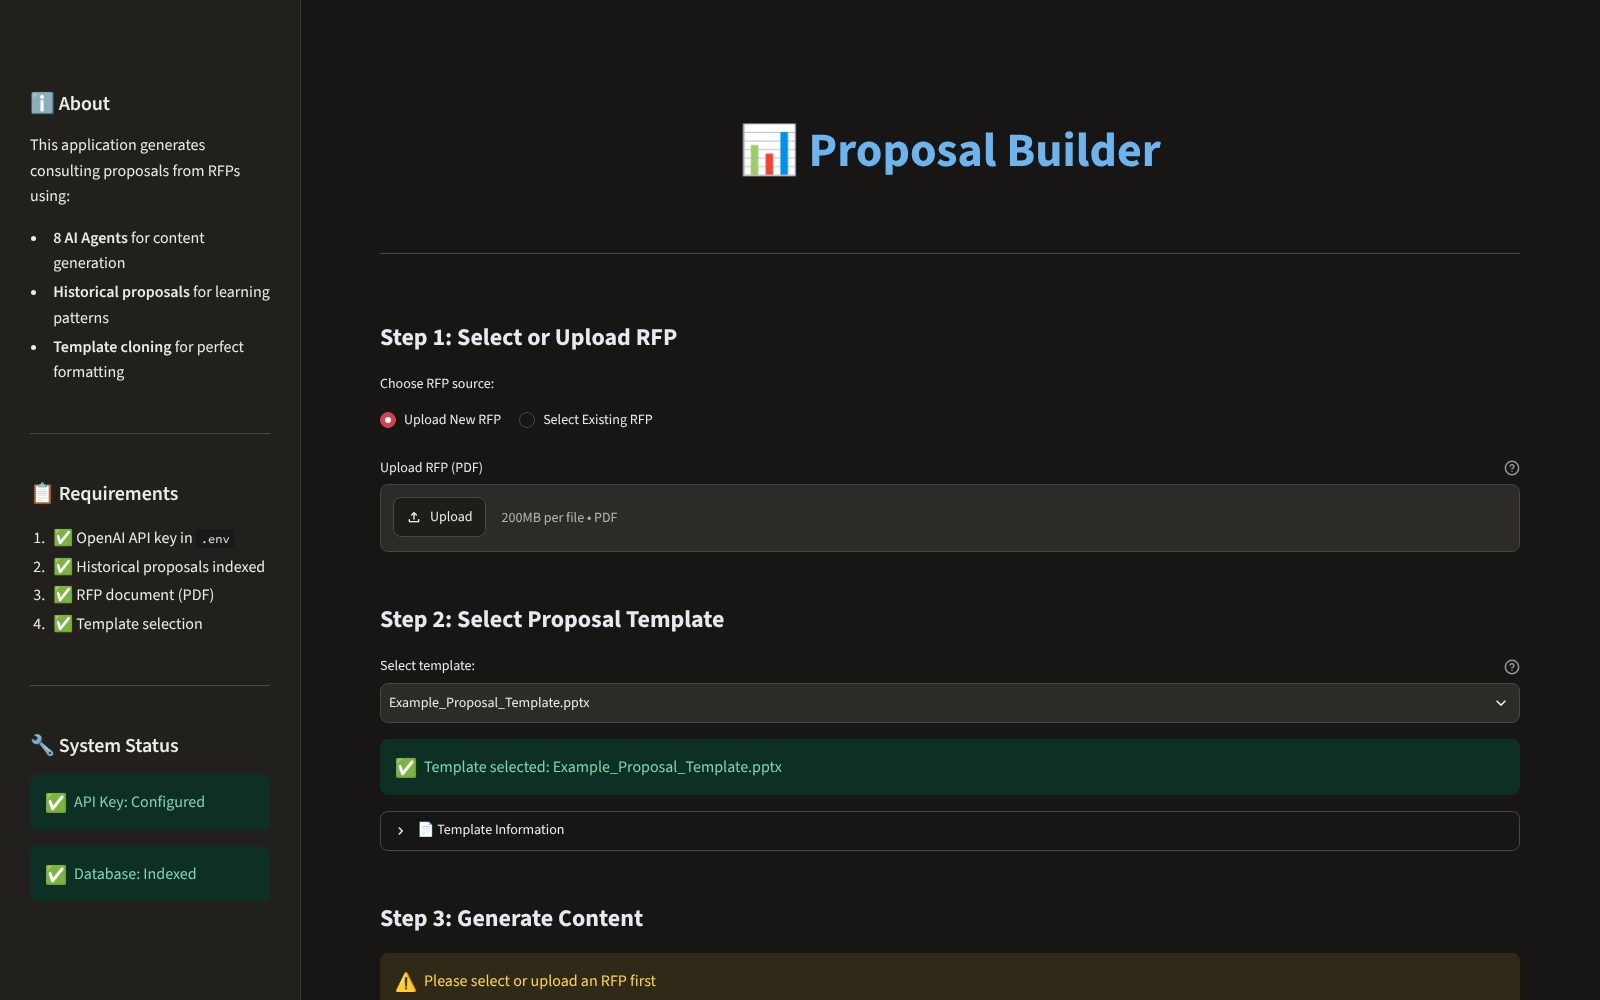 ℹ️ About
This application generates
consulting proposals from RFPs
using:
• 8 AI Agents for content
generation
• Historical proposals for learning
patterns
• Template cloning for perfect
formatting
📋 Requirements
1. ✅ OpenAI API key in .env
2. ✅ Historical proposals indexed
3. ✅ RFP document (PDF)
4. ✅ Template selection
🔧 System Status
✅ API Key: Configured
✅ Database: Indexed
📊 Proposal Builder
Step 1: Select or Upload RFP
Choose RFP source:
Upload New RFP Select Existing RFP
Upload RFP (PDF)
Upload 200MB per file • PDF
Step 2: Select Proposal Template
Select template:
Example_Proposal_Template.pptx
✅ Template selected: Example_Proposal_Template.pptx
📄 Template Information
Step 3: Generate Content
⚠️ Please select or upload an RFP first